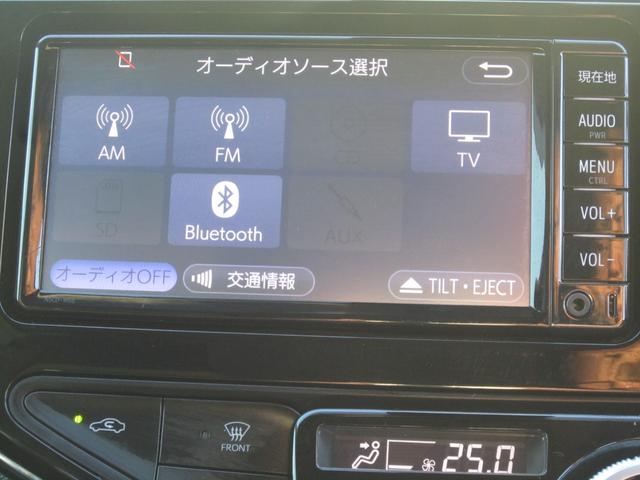 オーディオソース選択
現在地
AM
FM
TV
AUDIO
PWR
SD
Bluetooth
AUX
MENU
CTRL
VOL+
VOL-
オーディオOFF
交通情報
TILT・EJECT
FRONT
25.0